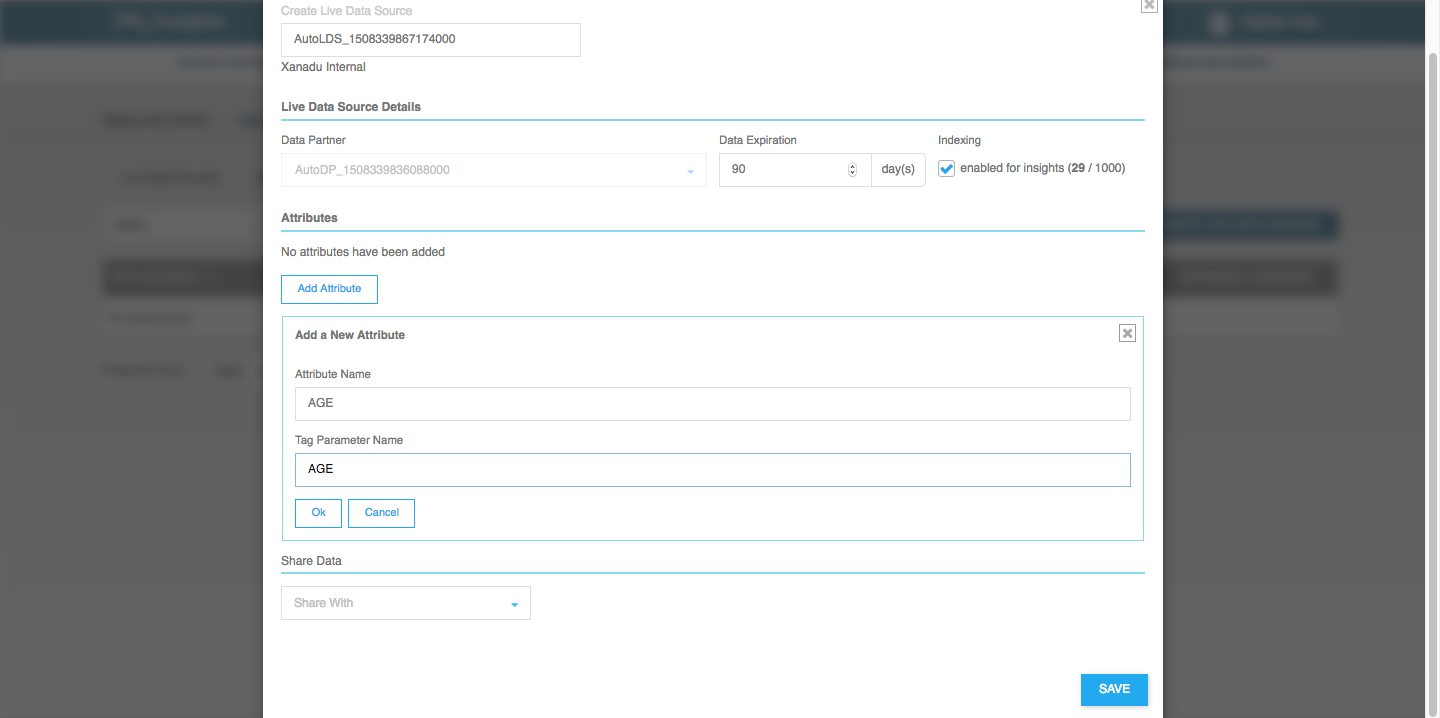 Create Live Data Source
AutoLDS_1508339867174000
Xanadu Internal
Live Data Source Details
Data Partner
Data Expiration
Indexing
AutoDP_1508339836088000
90
day(s)
enabled for insights (29 / 1000)
Attributes
No attributes have been added
Add Attribute
Add a New Attribute
Attribute Name
AGE
Tag Parameter Name
AGE
Ok
Cancel
Share Data
Share With
SAVE